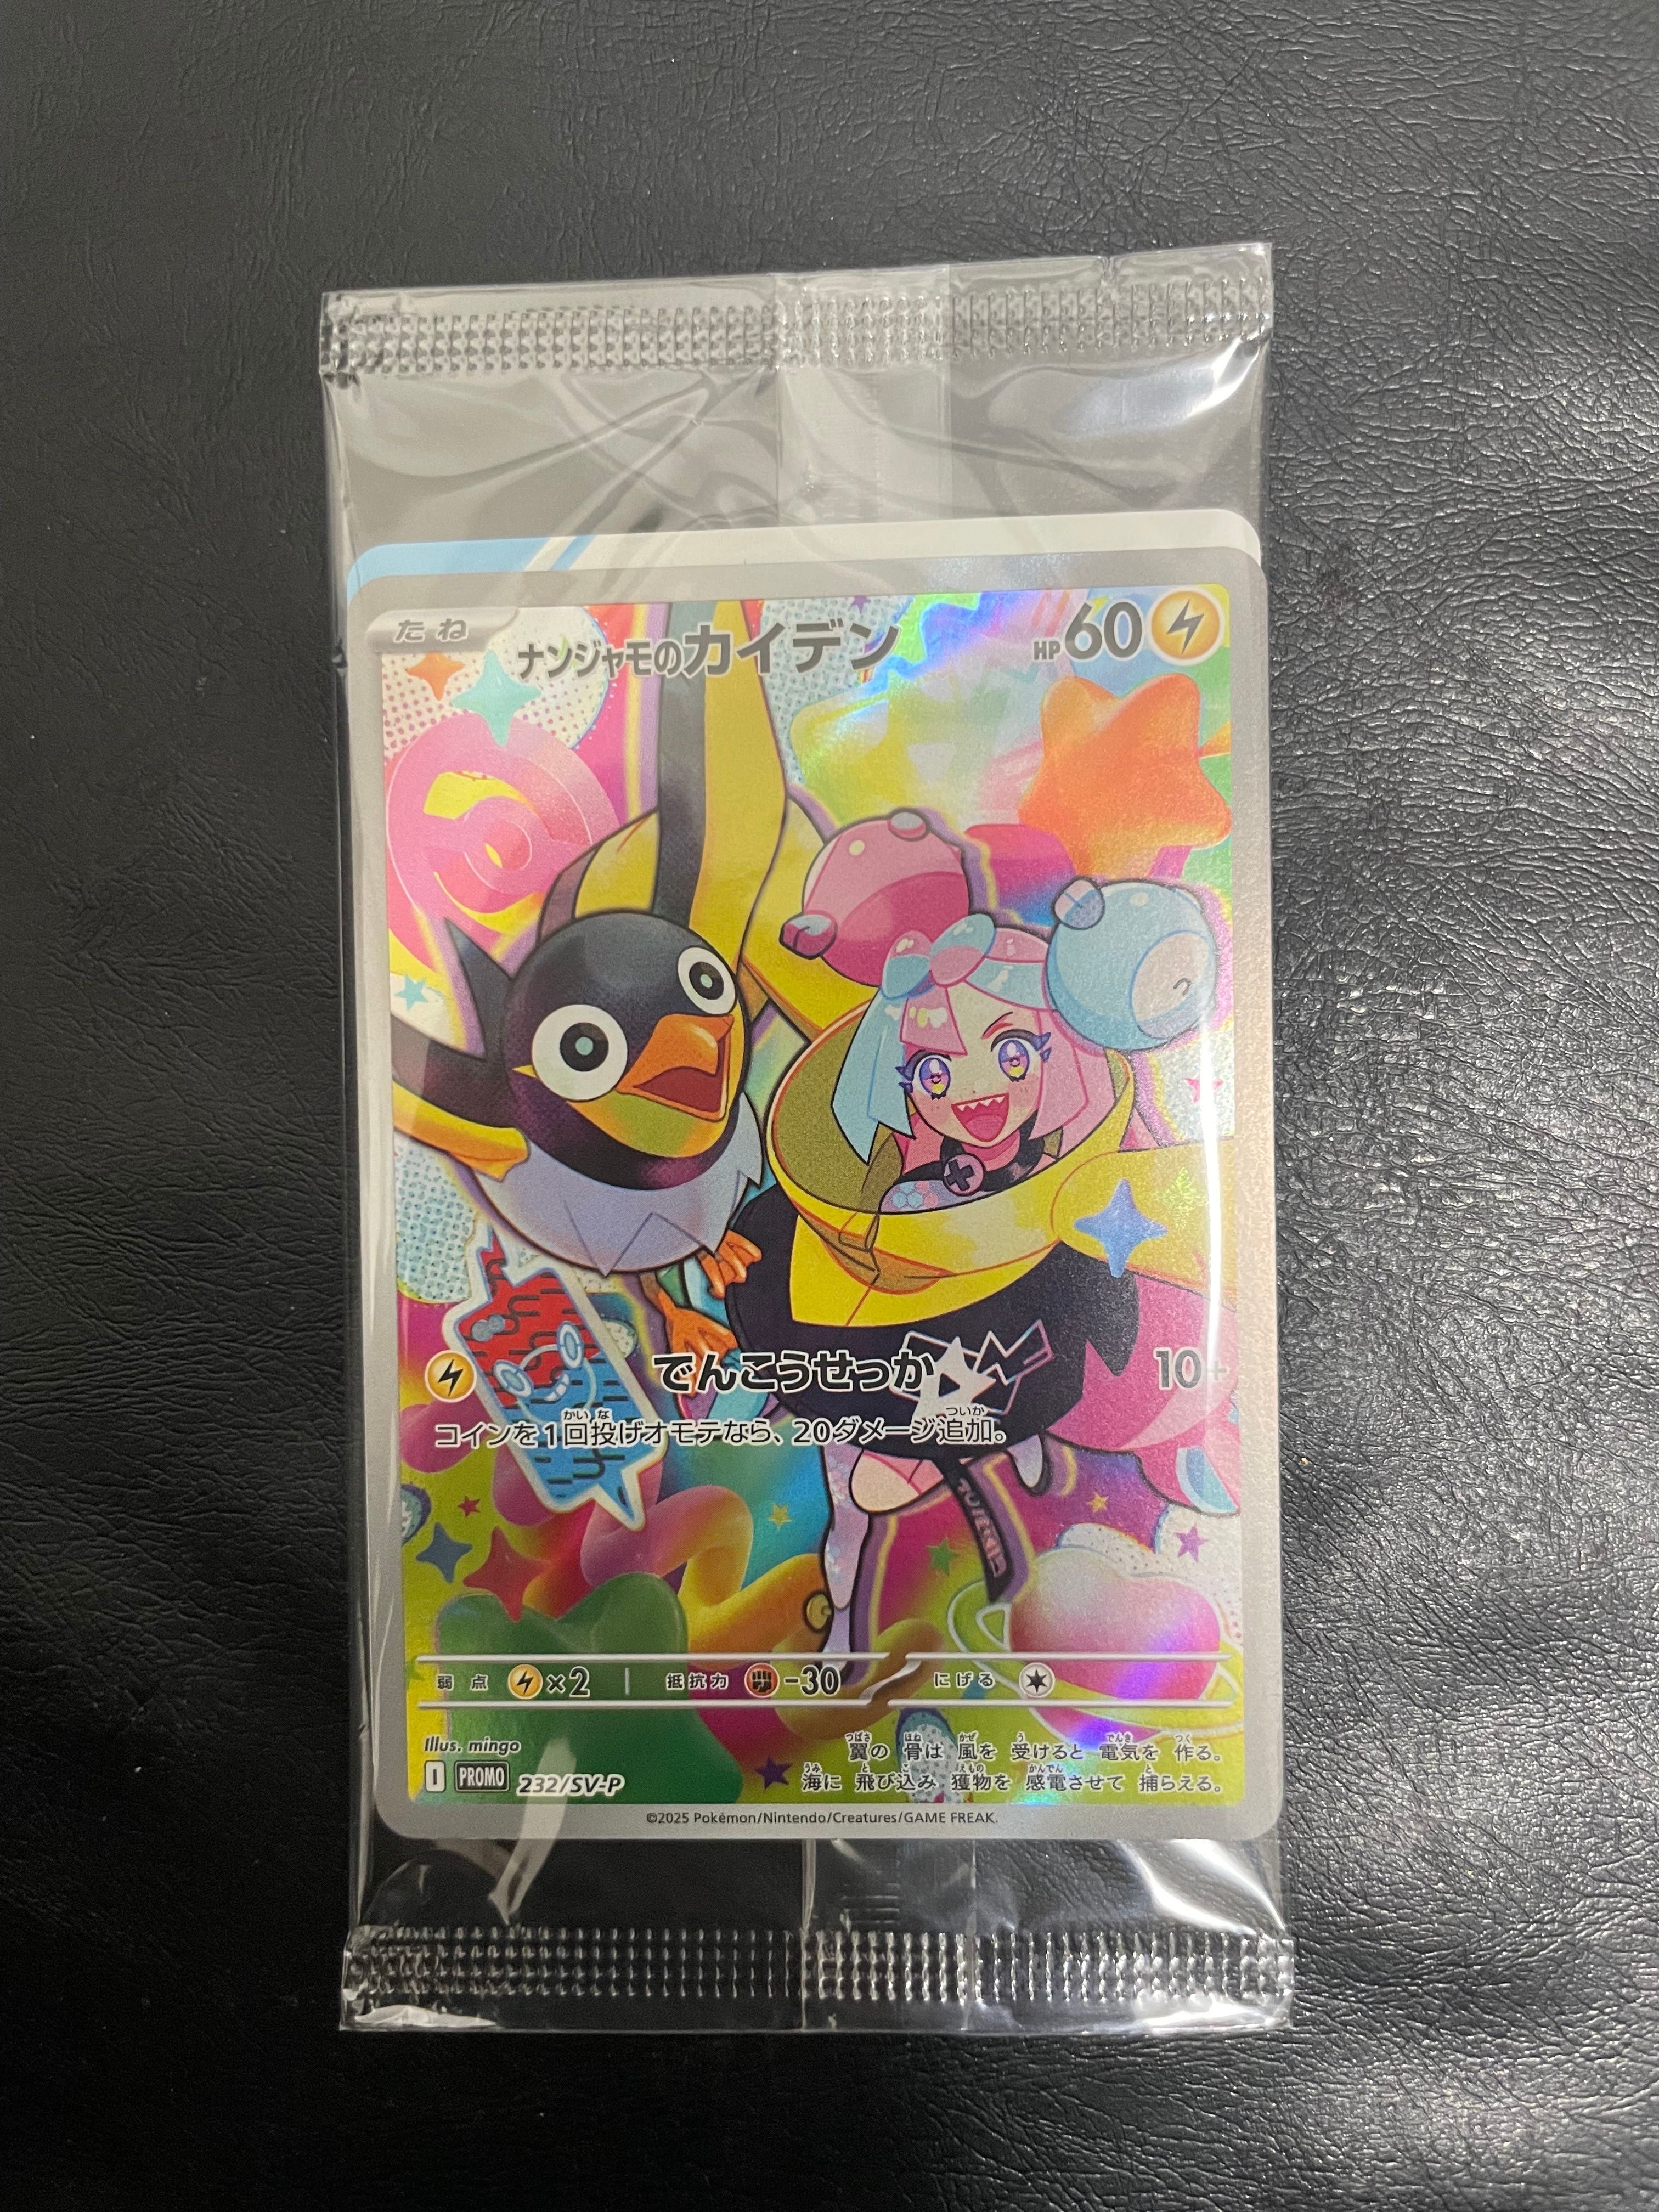 たね ナンジャモのカイデン HP60
でんこうせっか 10+
コインを1回投げオモテなら、20ダメージ追加。
弱点 ×2 抵抗力 -30 にげる
Illus. mingo
翼の骨は風を受けると電気を作る。
海に飛び込み獲物を感電させて捕らえる。
I PROMO 232/SV-P
©2025 Pokémon/Nintendo/Creatures/GAME FREAK.